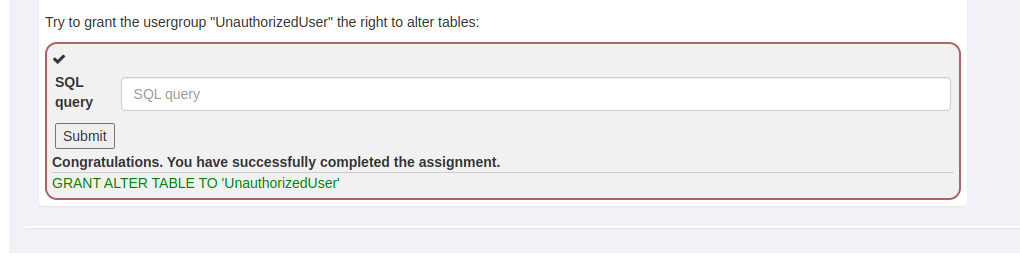 Try to grant the usergroup "UnauthorizedUser" the right to alter tables:
SQL
query
SQL query
Submit
Congratulations. You have successfully completed the assignment.
GRANT ALTER TABLE TO 'UnauthorizedUser'